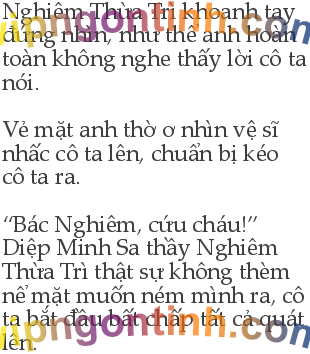 Nghiêm Thừa Trì khoanh tay
đứng nhìn, như thể anh hoàn
toàn không nghe thấy lời cô ta
nói.
Vẻ mặt anh thờ ơ nhìn vệ sĩ
nhấc cô ta lên, chuẩn bị kéo
cô ta ra.
“Bác Nghiêm, cứu cháu!”
Diệp Minh Sa thầy Nghiêm
Thừa Trì thật sự không thèm
nể mặt muốn ném mình ra, cô
ta bắt đầu bất chấp tất cả quát
lên.
vipngontinh.com
vipngontinh.com